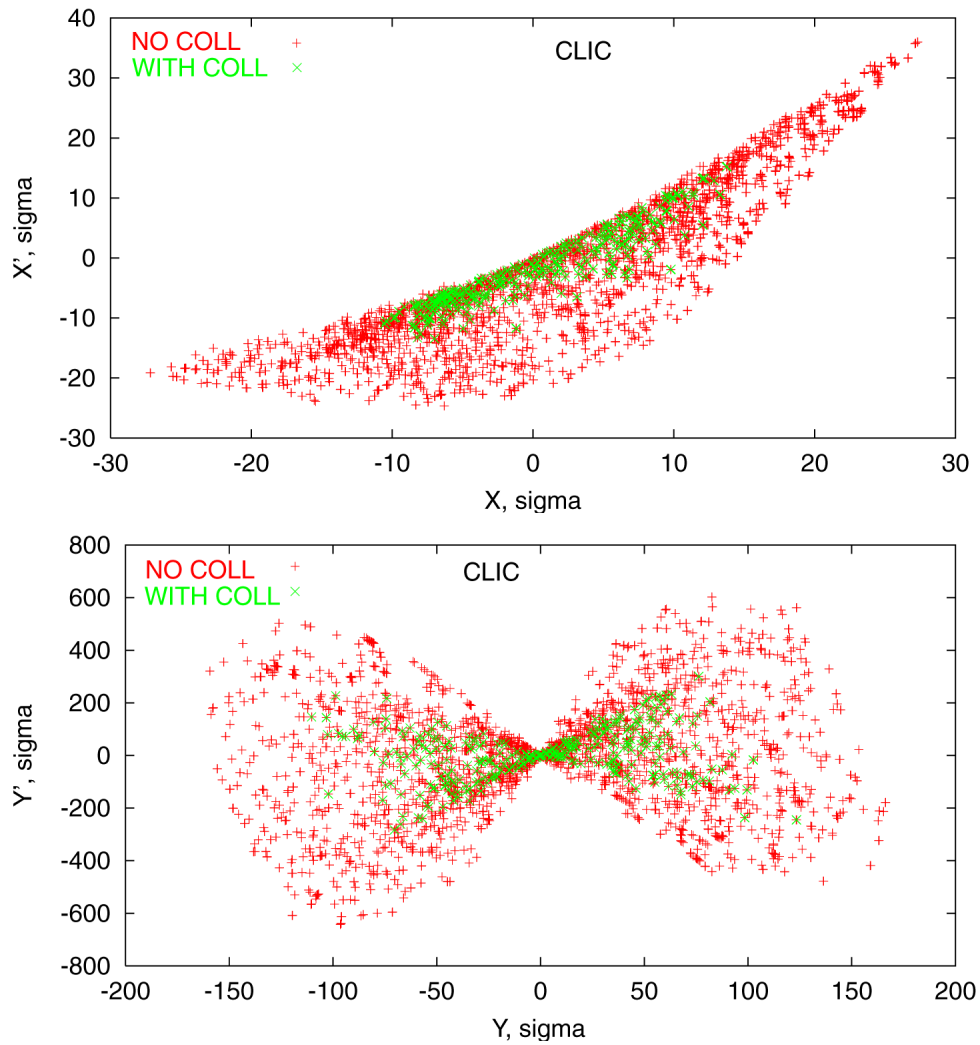 40
30
20
10
0
-10
-20
-30
X', sigma
NO COLL
WITH COLL
CLIC
-30 -20 -10 0 10 20 30
X, sigma
800
600
400
200
0
-200
-400
-600
-800
Y', sigma
NO COLL
WITH COLL
CLIC
-200 -150 -100 -50 0 50 100 150 200
Y, sigma